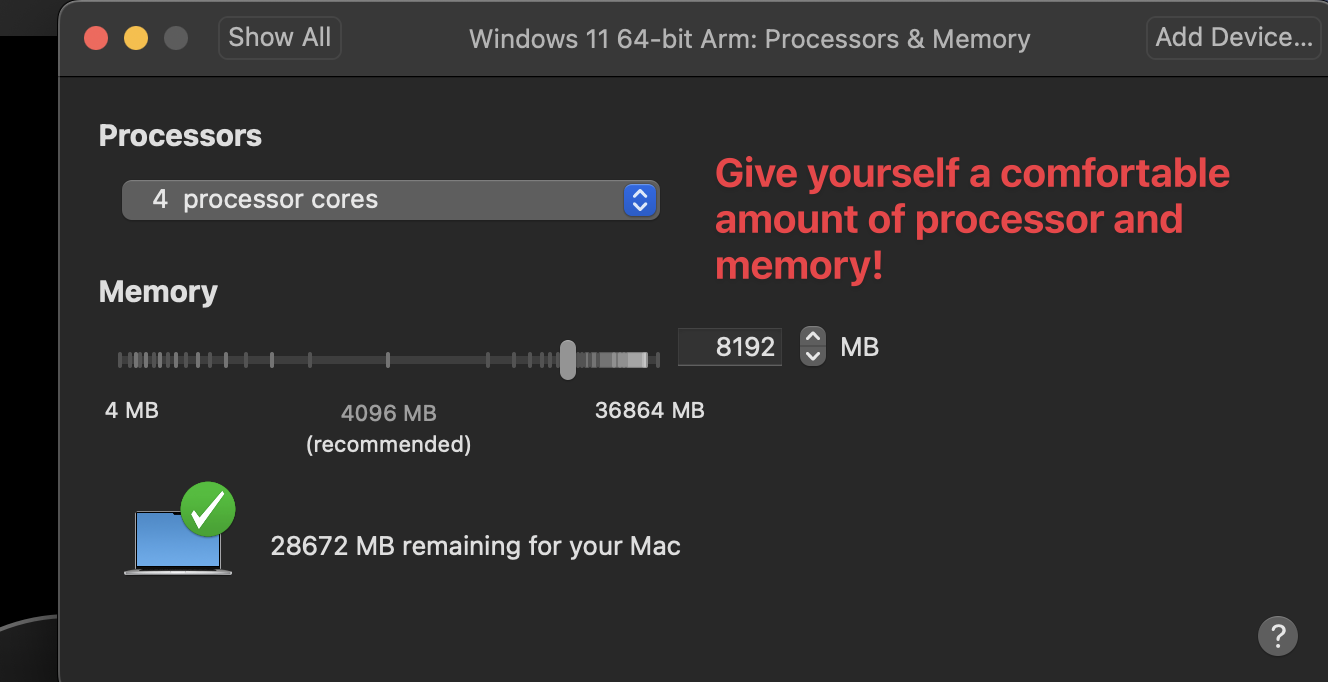 Show All
Windows 11 64-bit Arm: Processors & Memory
Add Device...
Processors
4 processor cores
Give yourself a comfortable
amount of processor and
memory!
Memory
8192 MB
4 MB
4096 MB
(recommended)
36864 MB
28672 MB remaining for your Mac
?